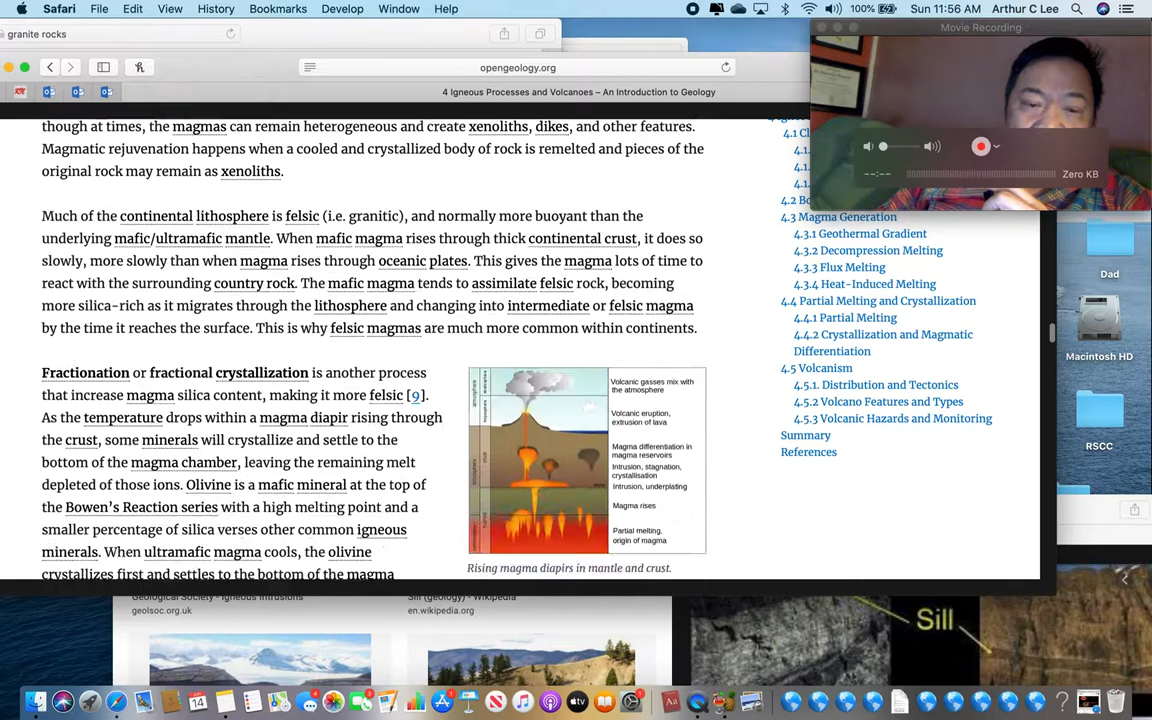 Safari File Edit View History Bookmarks Develop Window Help 100% Sun 11:56 AM Arthur C Lee
granite rocks
Movie Recording
opengeology.org
4 Igneous Processes and Volcanoes – An Introduction to Geology
--:-- Zero KB
though at times, the magmas can remain heterogeneous and create xenoliths, dikes, and other features.
Magmatic rejuvenation happens when a cooled and crystallized body of rock is remelted and pieces of the
original rock may remain as xenoliths.
Much of the continental lithosphere is felsic (i.e. granitic), and normally more buoyant than the
underlying mafic/ultramafic mantle. When mafic magma rises through thick continental crust, it does so
slowly, more slowly than when magma rises through oceanic plates. This gives the magma lots of time to
react with the surrounding country rock. The mafic magma tends to assimilate felsic rock, becoming
more silica-rich as it migrates through the lithosphere and changing into intermediate or felsic magma
by the time it reaches the surface. This is why felsic magmas are much more common within continents.
Fractionation or fractional crystallization is another process
that increase magma silica content, making it more felsic [9].
As the temperature drops within a magma diapir rising through
the crust, some minerals will crystallize and settle to the
bottom of the magma chamber, leaving the remaining melt
depleted of those ions. Olivine is a mafic mineral at the top of
the Bowen's Reaction series with a high melting point and a
smaller percentage of silica verses other common igneous
minerals. When ultramafic magma cools, the olivine
crystallizes first and settles to the bottom of the magma
Volcanic gasses mix with
the atmosphere
Volcanic eruption,
extrusion of lava
Magma differentiation in
magma reservoirs
Intrusion, stagnation,
crystallisation
Intrusion, underplating
Magma rises
Partial melting,
origin of magma
Rising magma diapirs in mantle and crust.
4.1
4.3 Magma Generation
4.3.1 Geothermal Gradient
4.3.2 Decompression Melting
4.3.3 Flux Melting
4.3.4 Heat-Induced Melting
4.4 Partial Melting and Crystallization
4.4.1 Partial Melting
4.4.2 Crystallization and Magmatic
Differentiation
4.5 Volcanism
4.5.1. Distribution and Tectonics
4.5.2 Volcano Features and Types
4.5.3 Volcanic Hazards and Monitoring
Summary
References
Dad
Macintosh HD
RSCC
Geological Society - Igneous Intrusions
geolsoc.org.uk
Sill (geology) - Wikipedia
en.wikipedia.org
Sill